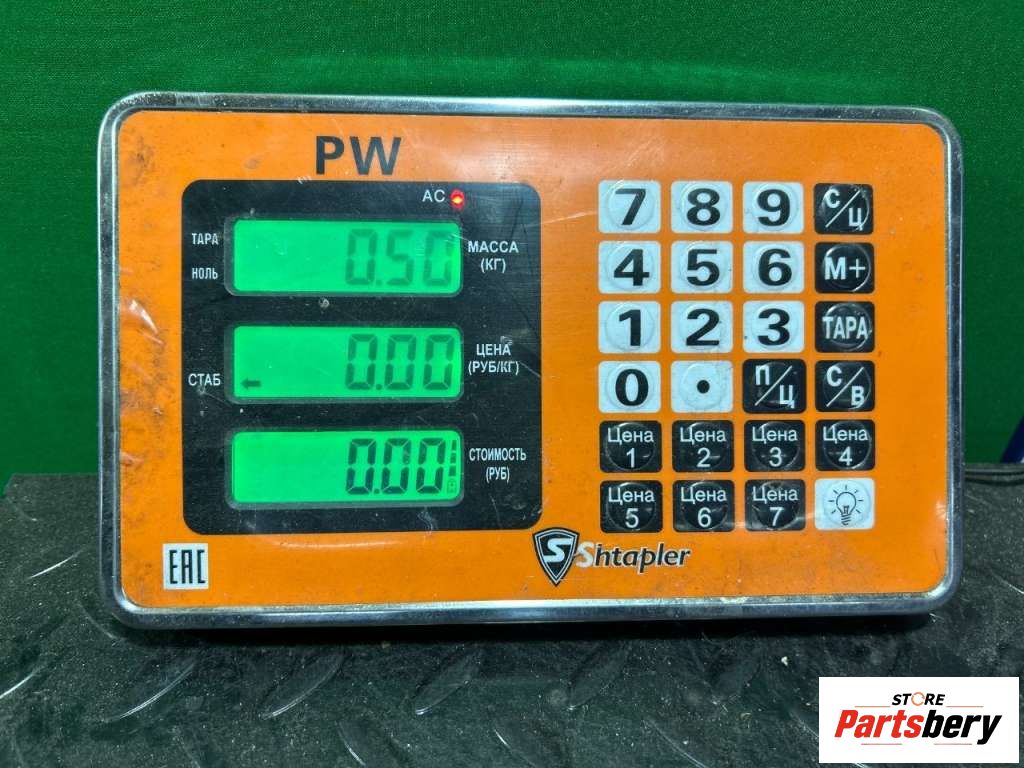 PW
AC
ТАРА
НОЛЬ
0.50
МАССА
(КГ)
СТАБ
0.00
ЦЕНА
(РУБ/КГ)
0.00
СТОИМОСТЬ
(РУБ)
7 8 9 С/Ц
4 5 6 М+
1 2 3 ТАРА
0 . П/Ц С/В
Цена 1 Цена 2 Цена 3 Цена 4
Цена 5 Цена 6 Цена 7
EAC
S Shtapler
STORE
Partsbery